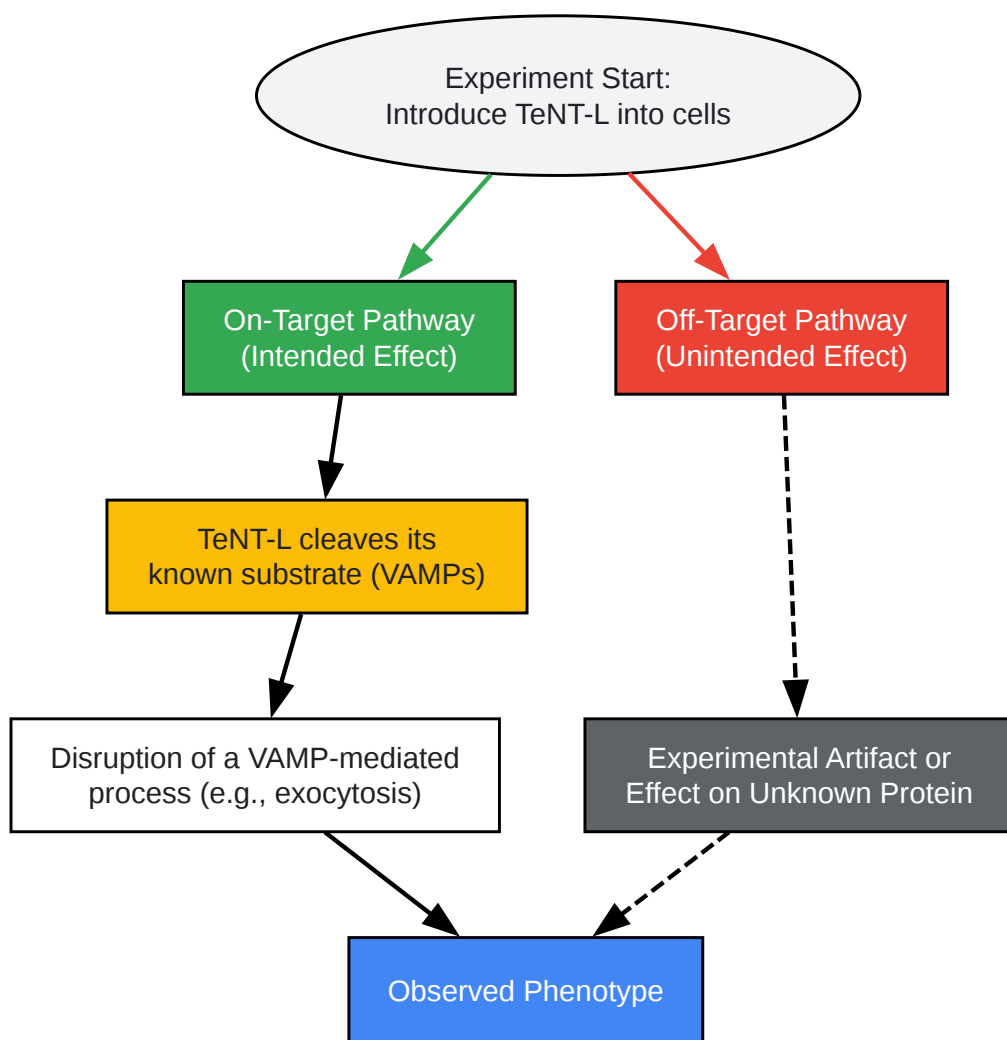 Experiment Start:
Introduce TeNT-L into cells
On-Target Pathway
(Intended Effect)
Off-Target Pathway
(Unintended Effect)
TeNT-L cleaves its
known substrate (VAMPs)
Disruption of a VAMP-mediated
process (e.g., exocytosis)
Experimental Artifact or
Effect on Unknown Protein
Observed Phenotype